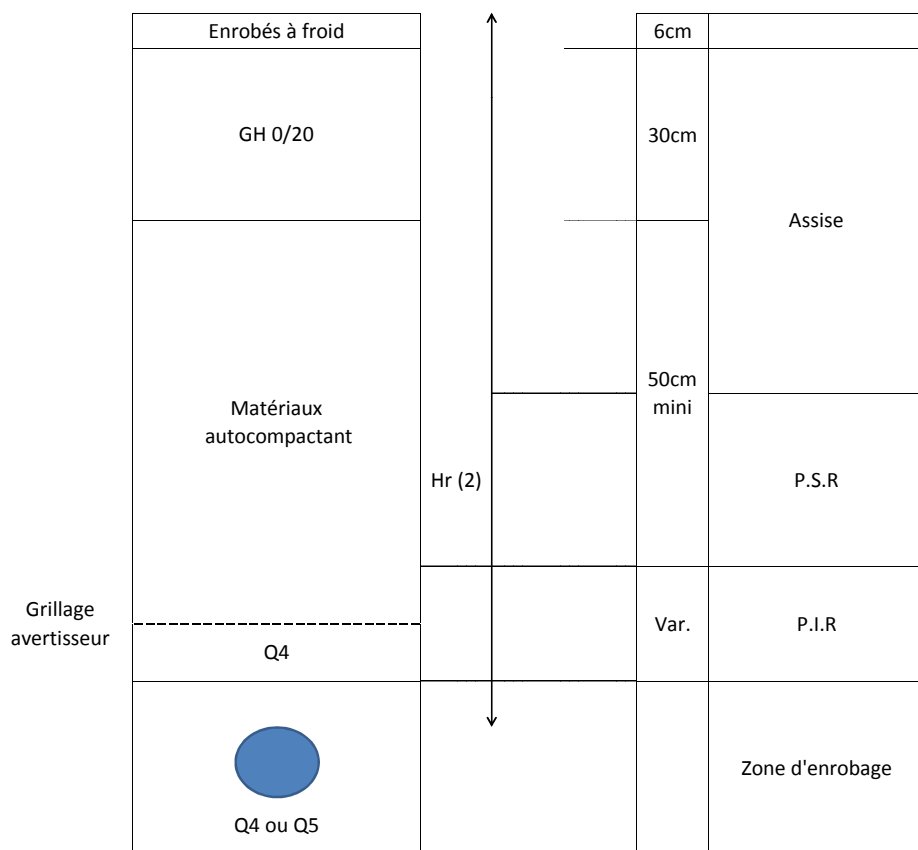 Enrobés à froid
6cm
GH 0/20
30cm
Assise
50cm
mini
Matériaux
autocompactant
Hr (2)
P.S.R
Grillage
avertisseur
Var.
P.I.R
Q4
Zone d'enrobage
Q4 ou Q5